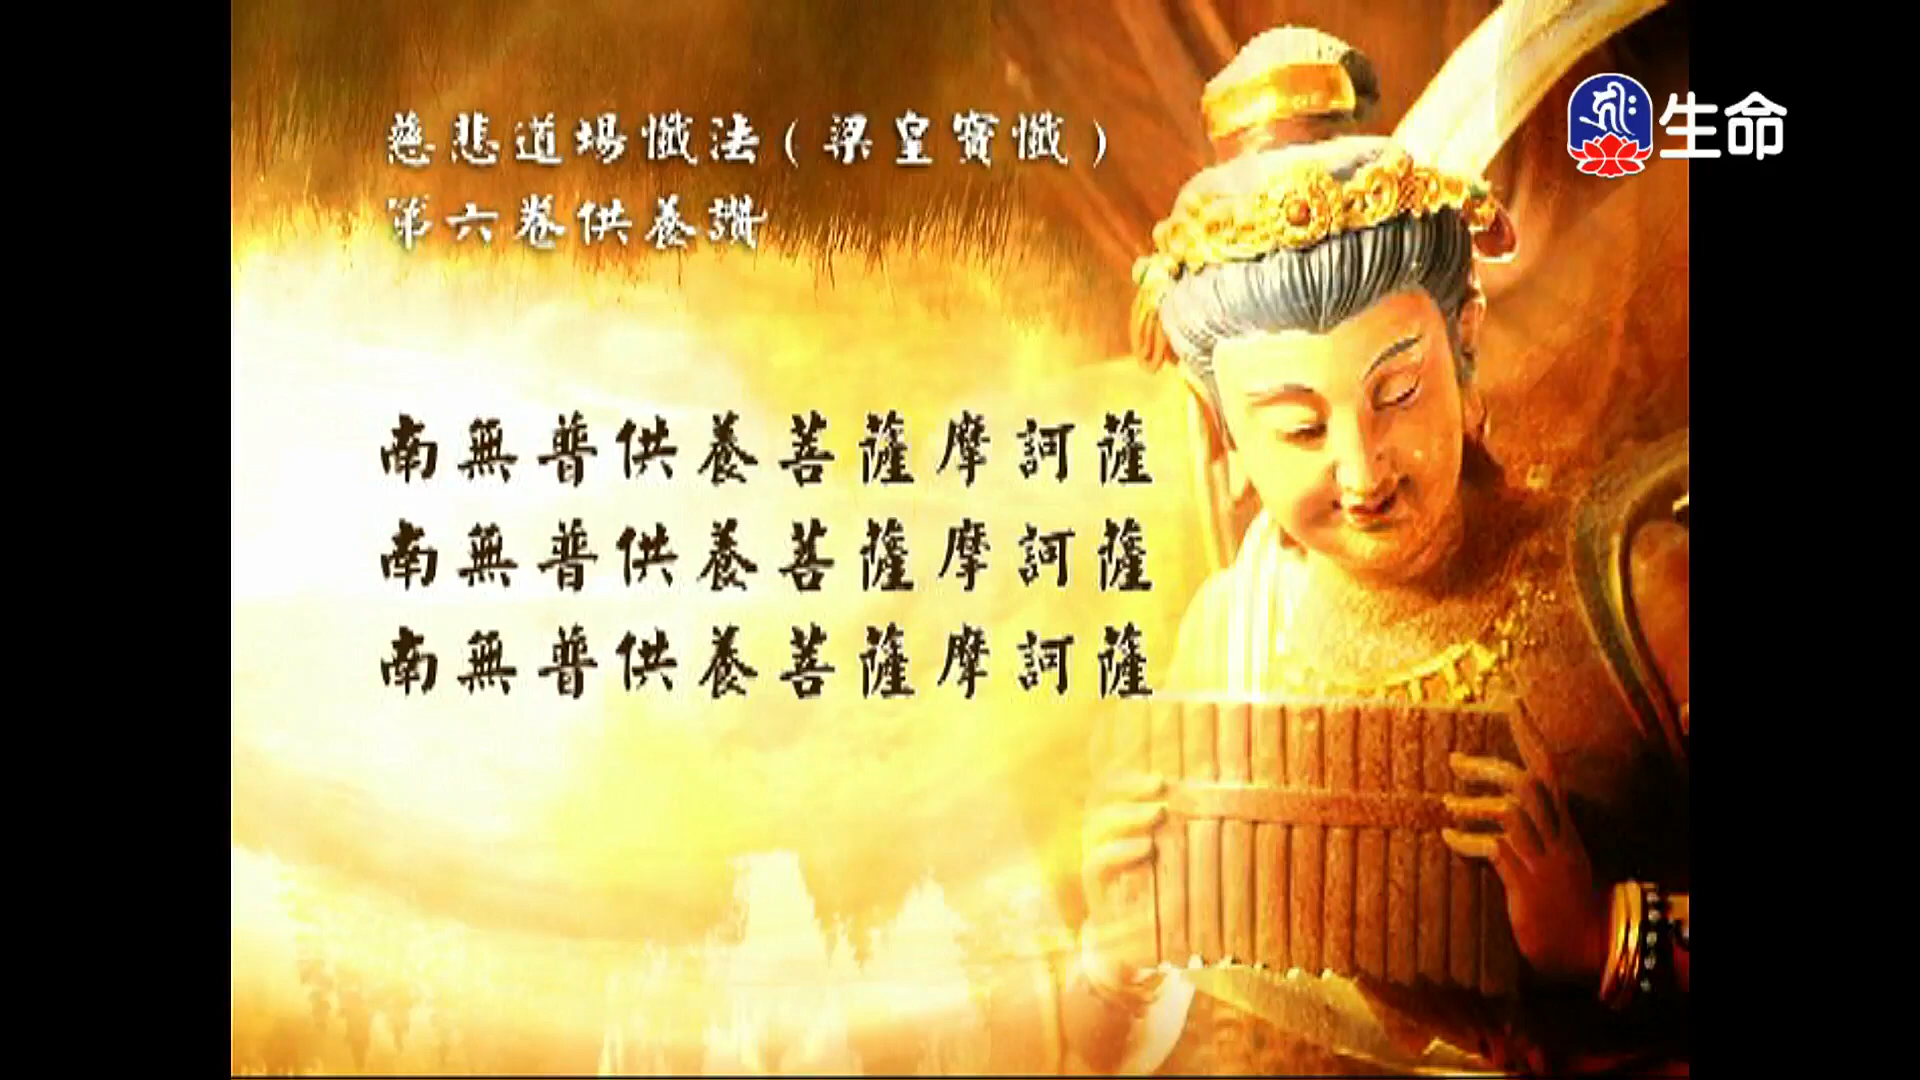 慈悲道場懺法(梁皇寶懺)
第六卷供養讚
生命
南無普供養菩薩摩訶薩
南無普供養菩薩摩訶薩
南無普供養菩薩摩訶薩